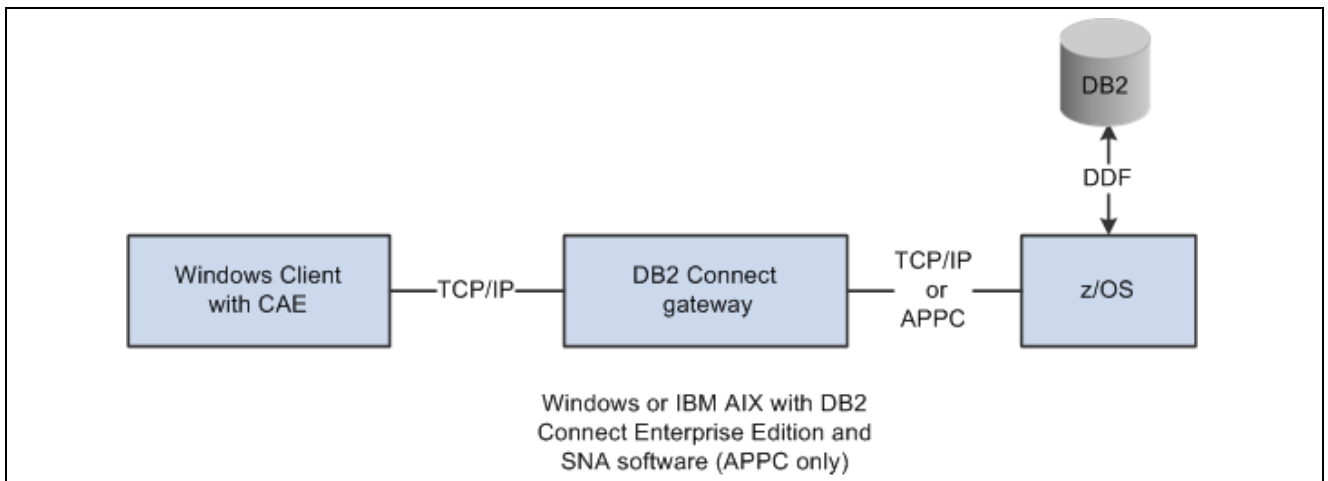 DB2
DDF
Windows Client
with CAE
TCP/IP
DB2 Connect
gateway
TCP/IP
or
APPC
z/OS
Windows or IBM AIX with DB2
Connect Enterprise Edition and
SNA software (APPC only)